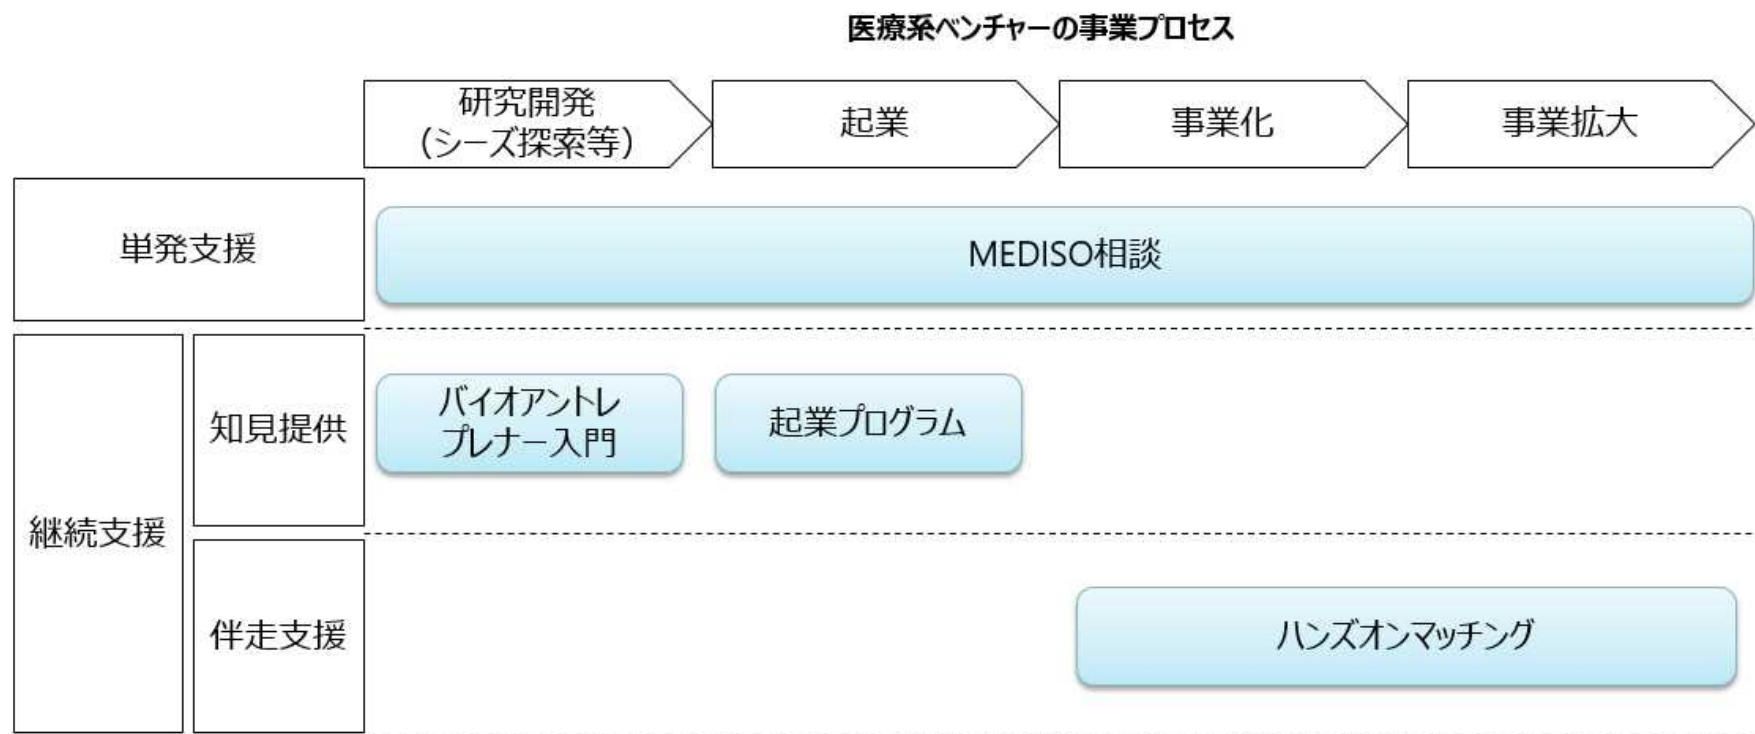 医療系ベンチャーの事業プロセス
研究開発
（シーズ探索等）
起業
事業化
事業拡大
単発支援
MEDISO相談
継続支援
知見提供
バイオアントレ
プレナー入門
起業プログラム
伴走支援
ハンズオンマッチング